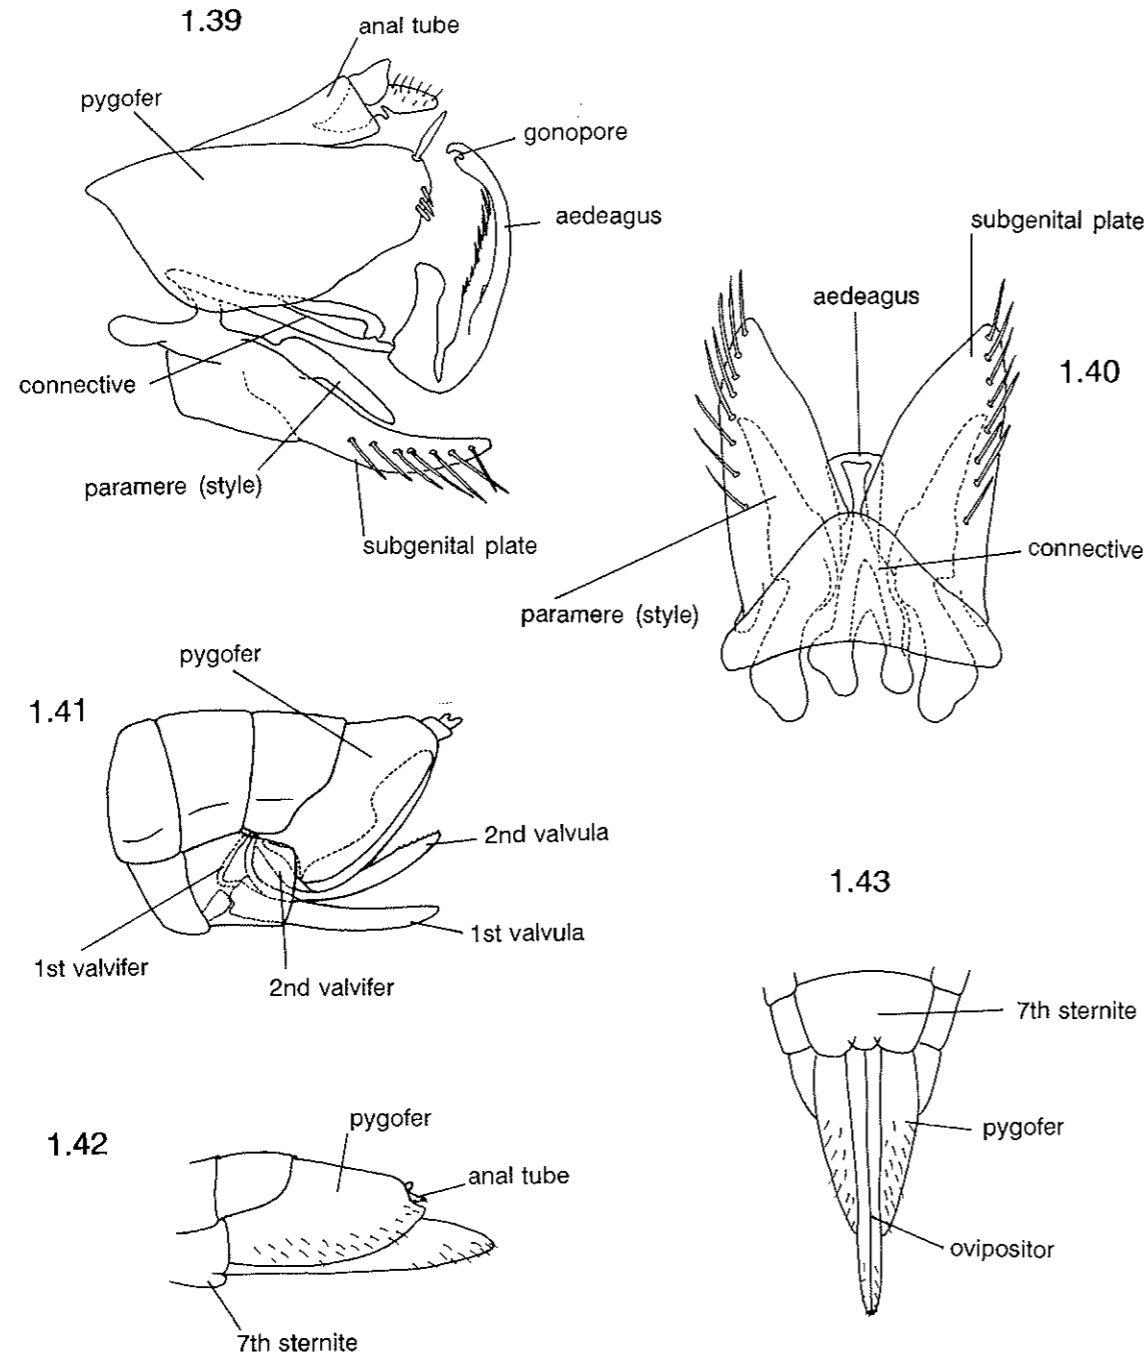 1.39
anal tube
pygofer
gonopore
aedeagus
connective
paramere (style)
subgenital plate
subgenital plate
aedeagus
1.40
connective
paramere (style)
1.41
pygofer
2nd valvula
1st valvula
1st valvifer
2nd valvifer
1.43
7th sternite
pygofer
ovipositor
1.42
pygofer
anal tube
7th sternite